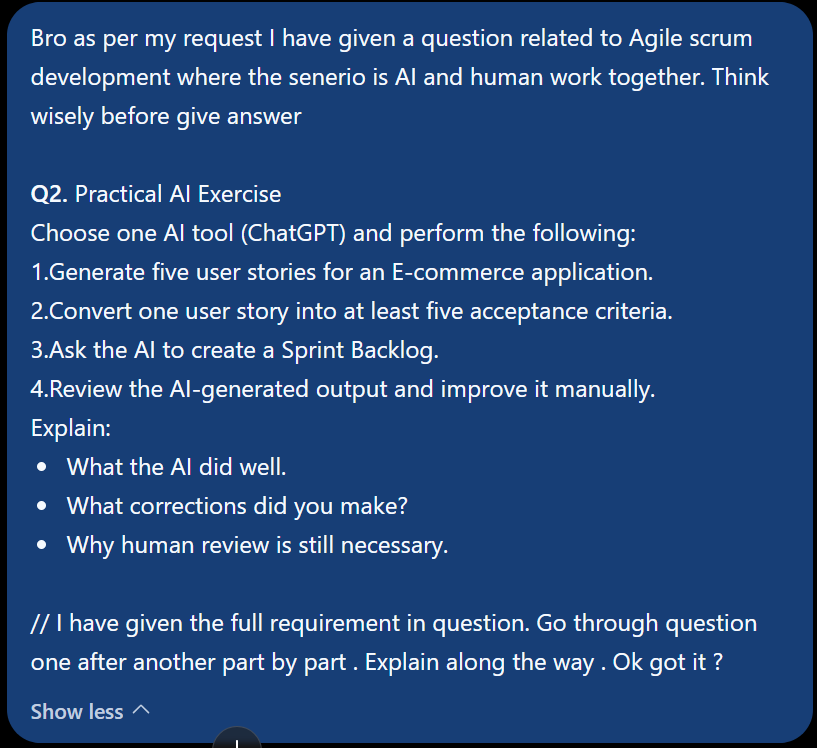 Bro as per my request I have given a question related to Agile scrum
development where the senerio is AI and human work together. Think
wisely before give answer
Q2. Practical AI Exercise
Choose one AI tool (ChatGPT) and perform the following:
1.Generate five user stories for an E-commerce application.
2.Convert one user story into at least five acceptance criteria.
3.Ask the AI to create a Sprint Backlog.
4.Review the AI-generated output and improve it manually.
Explain:
• What the AI did well.
• What corrections did you make?
• Why human review is still necessary.
// I have given the full requirement in question. Go through question
one after another part by part . Explain along the way . Ok got it ?
Show less